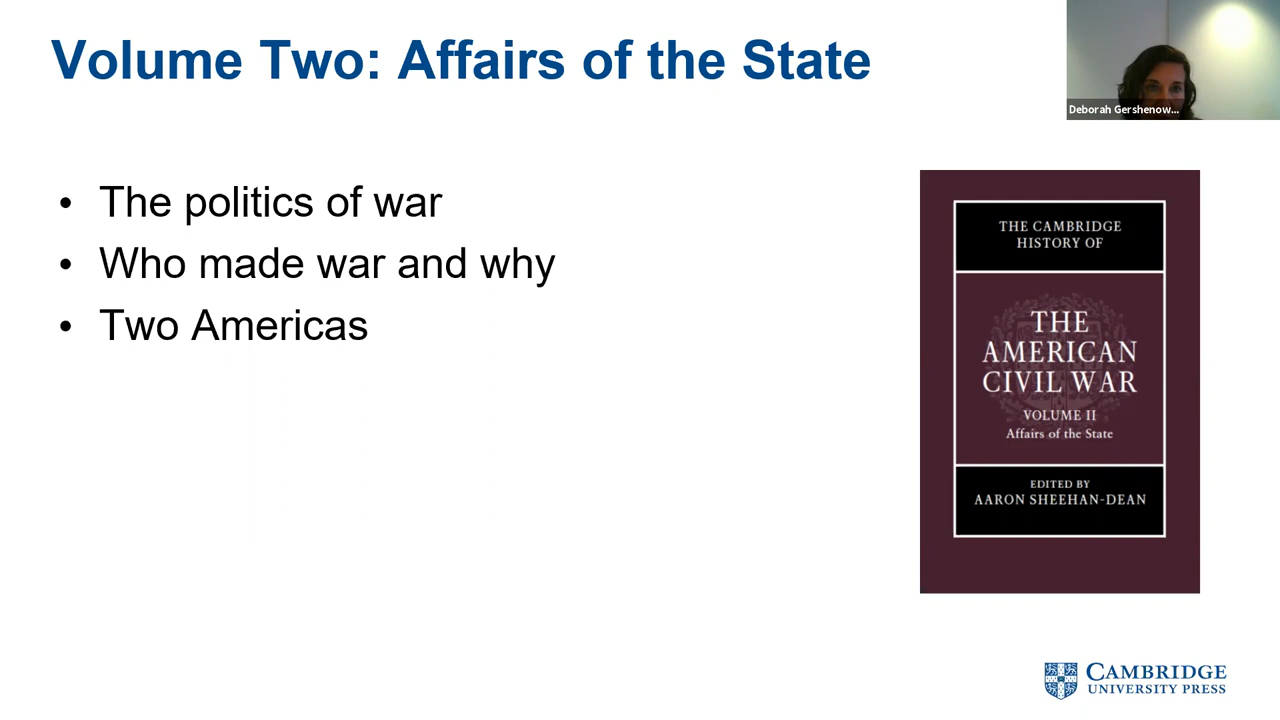 Volume Two: Affairs of the State
Deborah Gershenow...
• The politics of war
• Who made war and why
• Two Americas
THE CAMBRIDGE
HISTORY OF
THE
AMERICAN
CIVIL WAR
VOLUME II
Affairs of the State
EDITED BY
AARON SHEEHAN-DEAN
CAMBRIDGE
UNIVERSITY PRESS